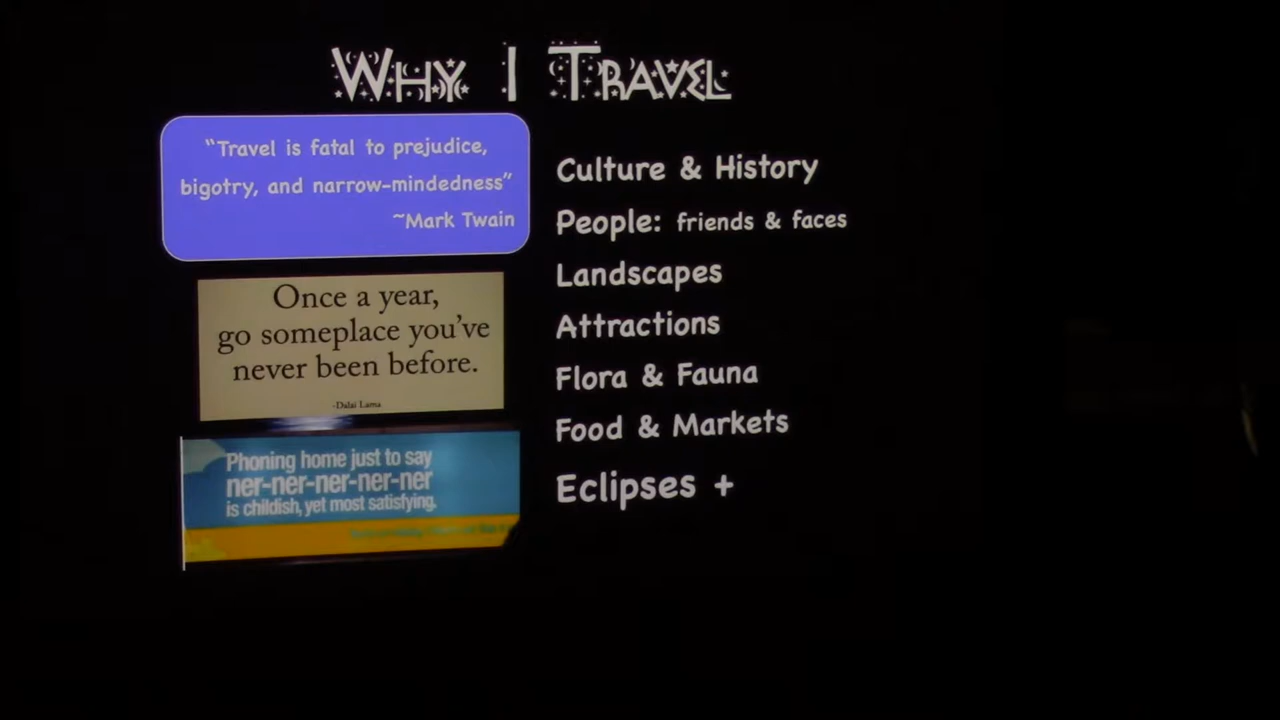 Why I Travel
"Travel is fatal to prejudice,
bigotry, and narrow-mindedness"
~Mark Twain
Once a year,
go someplace you've
never been before.
-Dalai Lama
Phoning home just to say
ner-ner-ner-ner-ner
is childish, yet most satisfying.
Culture & History
People: friends & faces
Landscapes
Attractions
Flora & Fauna
Food & Markets
Eclipses +